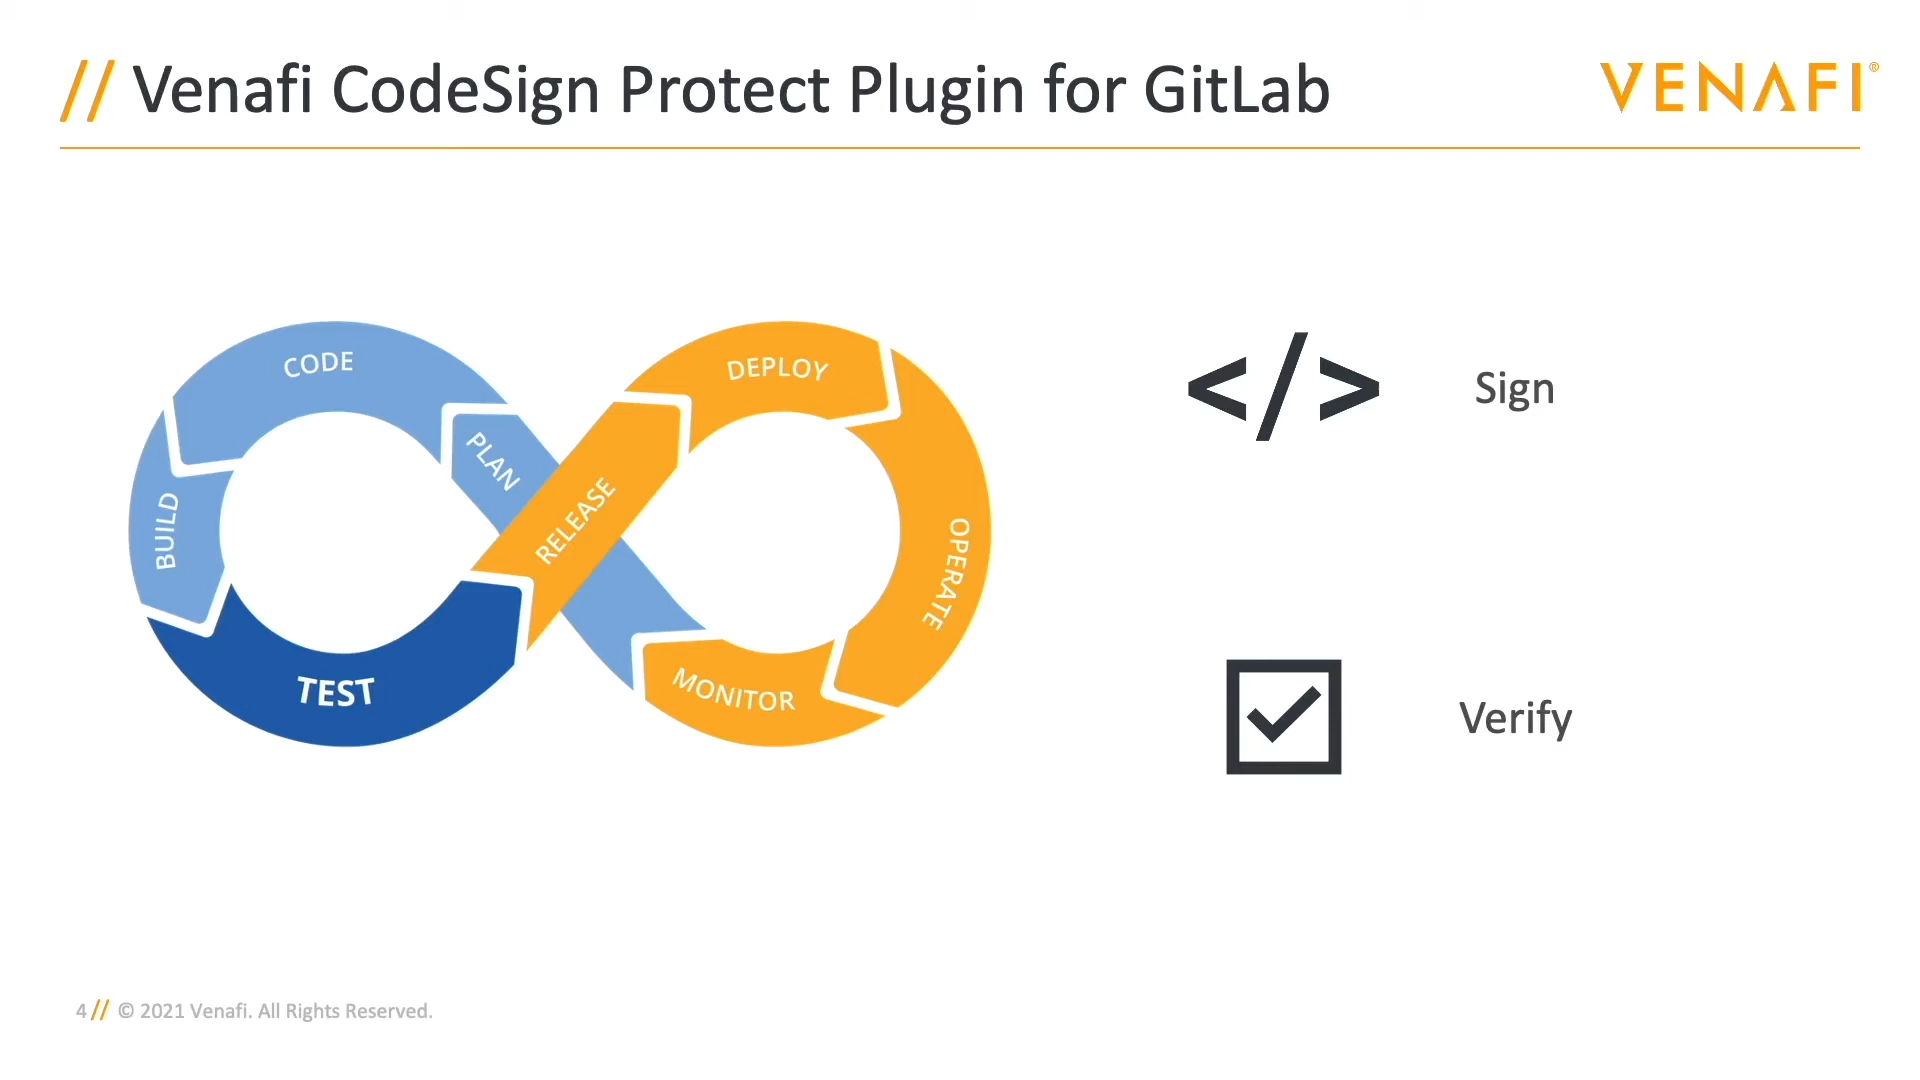 // Venafi CodeSign Protect Plugin for GitLab
VENAFI®
CODE
PLAN
BUILD
TEST
RELEASE
DEPLOY
OPERATE
MONITOR
</> Sign
Verify
4 // © 2021 Venafi. All Rights Reserved.